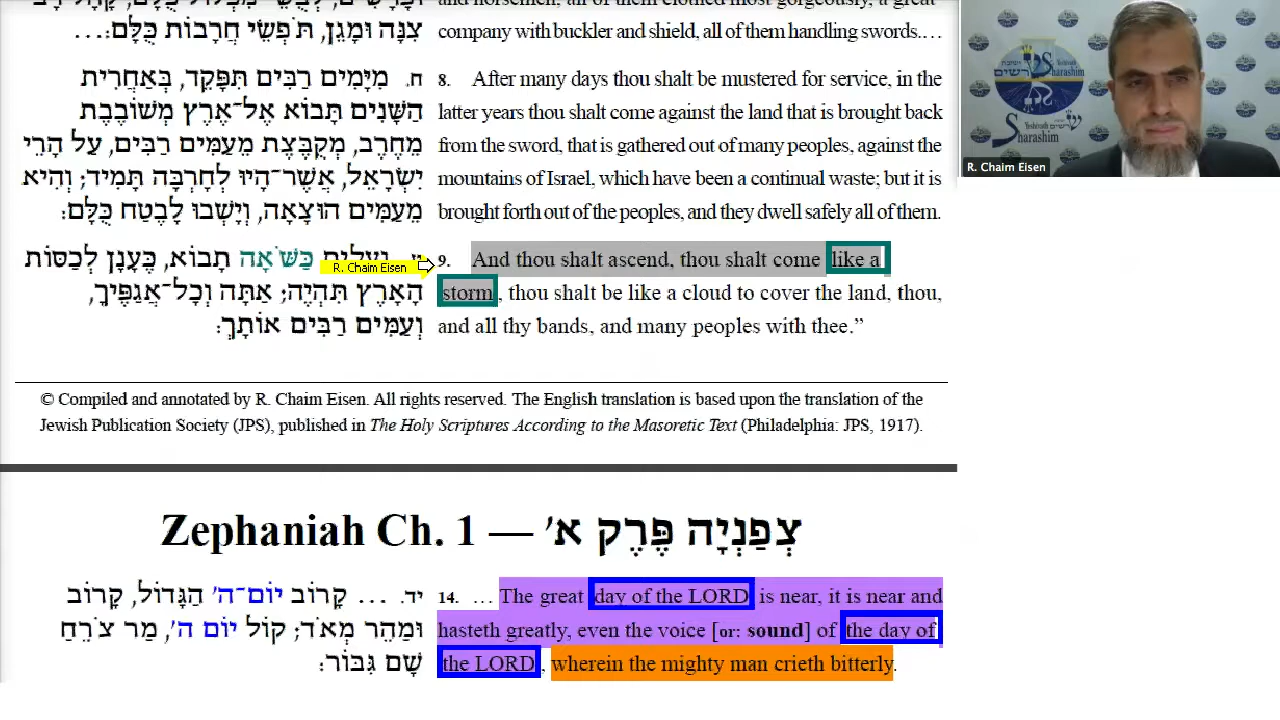 צִנָּה וּמָגֵן, תֹּפְשֵׂי חֲרָבוֹת כֻּלָּם:…
ח. מִיָּמִים רַבִּים תִּפָּקֵד, בְּאַחֲרִית
הַשָּׁנִים תָּבוֹא אֶל־אֶרֶץ מְשׁוֹבֶבֶת
מֵחֶרֶב, מְקֻבֶּצֶת מֵעַמִּים רַבִּים, עַל הָרֵי
יִשְׂרָאֵל, אֲשֶׁר־הָיוּ לְחָרְבָּה תָּמִיד; וְהִיא
מֵעַמִּים הוּצָאָה, וְיָשְׁבוּ לָבֶטַח כֻּלָּם:
כַּשֹּׁאָה תָבוֹא, כֶּעָנָן לְכַסּוֹת
הָאָרֶץ תִּהְיֶה; אַתָּה וְכָל־אֲגַפֶּיךָ,
וְעַמִּים רַבִּים אוֹתָךְ:
company with buckler and shield, all of them handling swords.…
8. After many days thou shalt be mustered for service, in the
latter years thou shalt come against the land that is brought back
from the sword, that is gathered out of many peoples, against the
mountains of Israel, which have been a continual waste; but it is
brought forth out of the peoples, and they dwell safely all of them.
9. And thou shalt ascend, thou shalt come like a
storm, thou shalt be like a cloud to cover the land, thou,
and all thy bands, and many peoples with thee.”
R. Chaim Eisen
© Compiled and annotated by R. Chaim Eisen. All rights reserved. The English translation is based upon the translation of the
Jewish Publication Society (JPS), published in The Holy Scriptures According to the Masoretic Text (Philadelphia: JPS, 1917).
Zephaniah Ch. 1 — צְפַנְיָה פֶּרֶק א׳
יד. … קָרוֹב יוֹם־ה׳ הַגָּדוֹל, קָרוֹב
וּמַהֵר מְאֹד; קוֹל יוֹם ה׳, מַר צֹרֵחַ
שָׁם גִּבּוֹר:
14. … The great day of the LORD is near, it is near and
hasteth greatly, even the voice [or: sound] of the day of
the LORD, wherein the mighty man crieth bitterly.
Sharashim
Yeshivath
Sharashim
R. Chaim Eisen